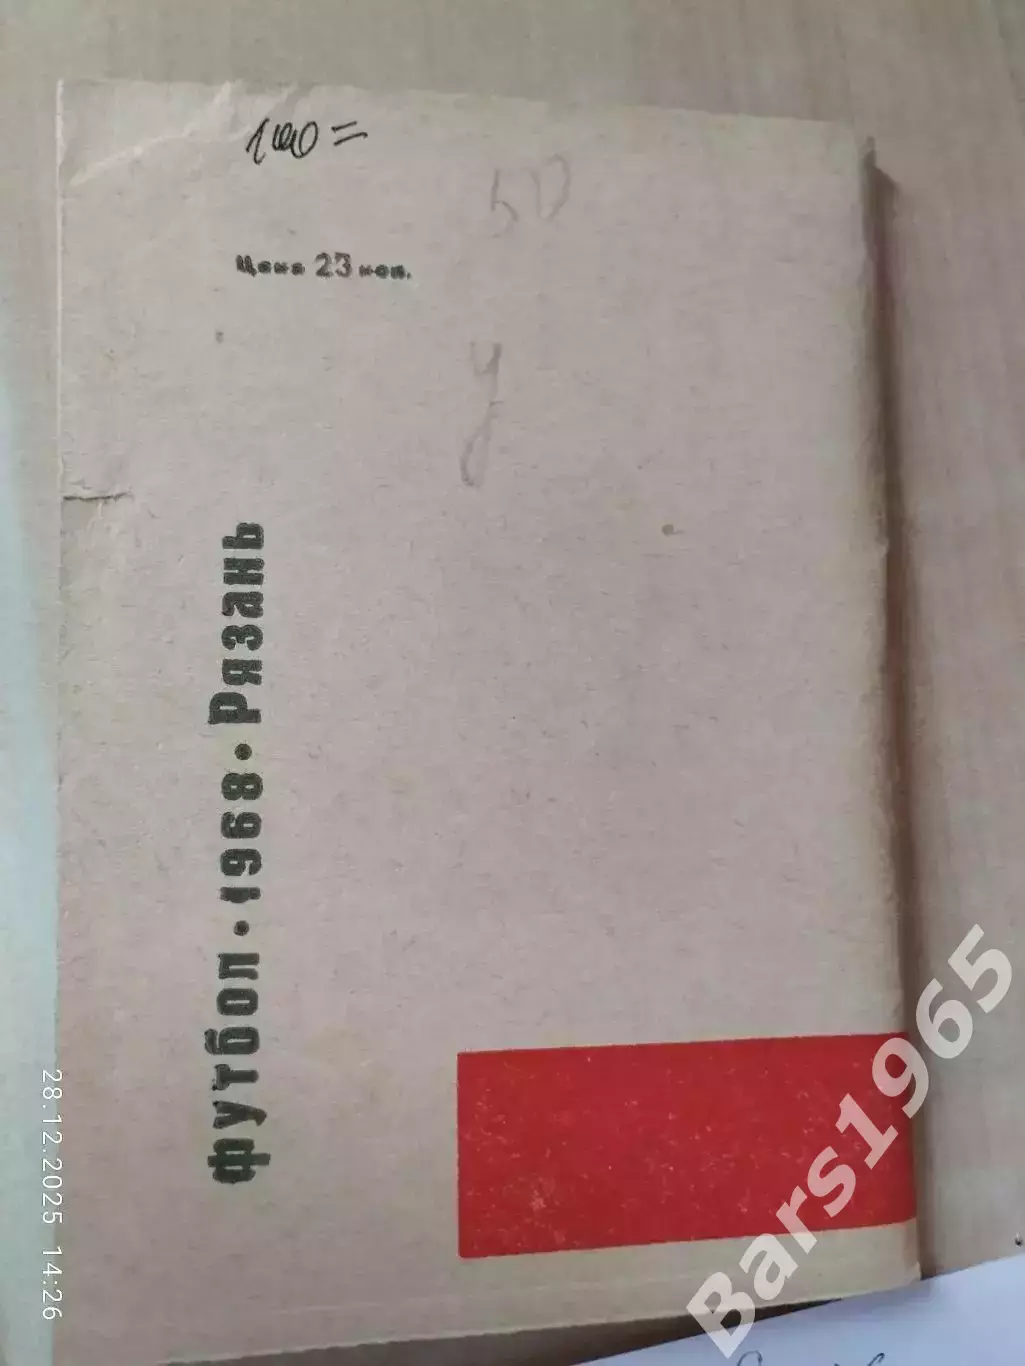 100=
50
у
Цена 23 коп.
Футбол · 1968 · Рязань
28.12.2025 14:26
Bars1965